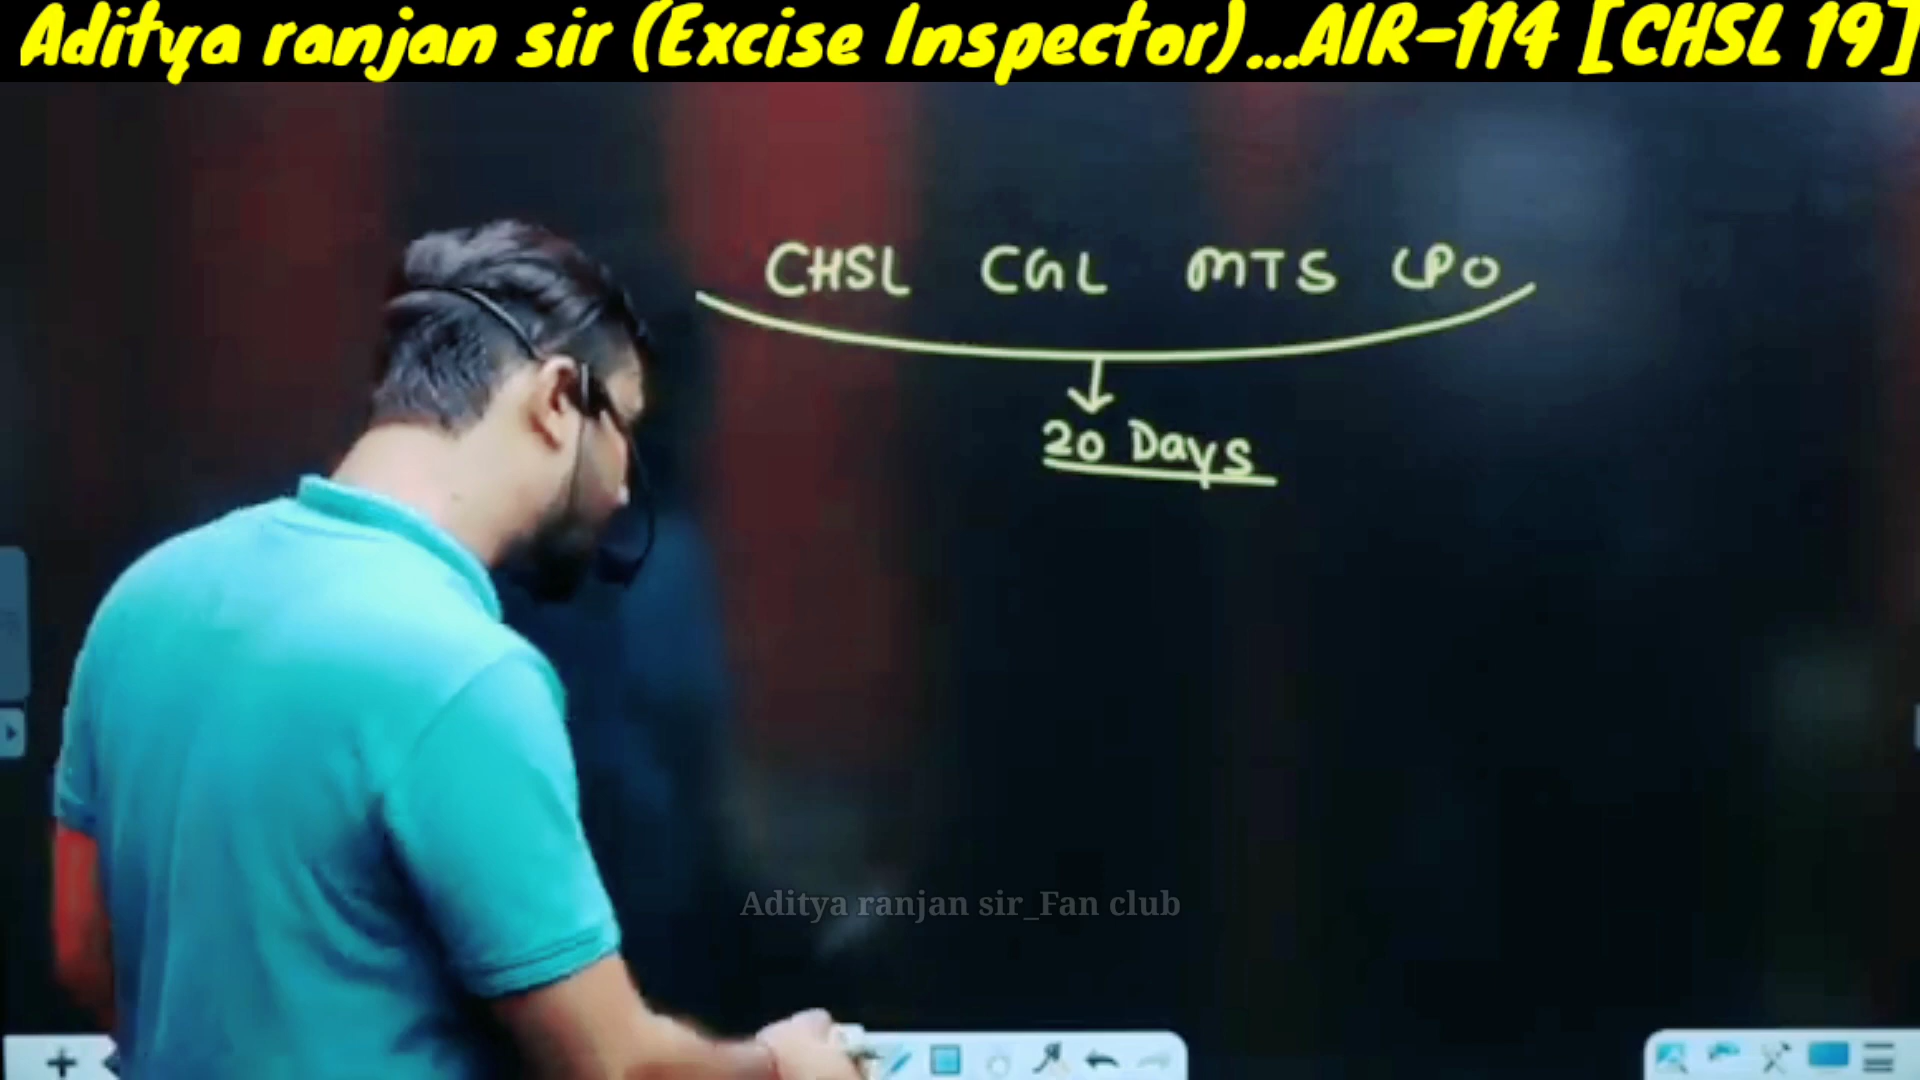 Aditya ranjan sir (Excise Inspector)...AIR-114 [CHSL 19]
CHSL CGL MTS CPO
20 Days
Aditya ranjan sir_Fan club